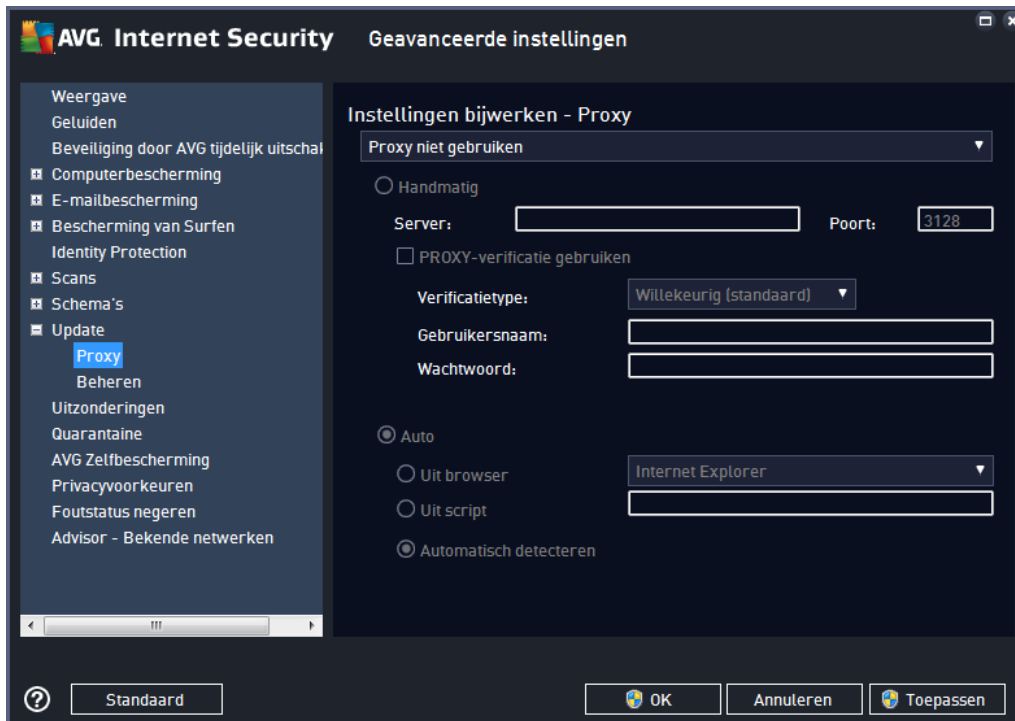 AVG. Internet Security Geavanceerde instellingen
Weergave
Geluiden
Beveiliging door AVG tijdelijk uitschak
Computerbescherming
E-mailbescherming
Bescherming van Surfen
Identity Protection
Scans
Schema's
Update
Proxy
Beheren
Uitzonderingen
Quarantaine
AVG Zelfbescherming
Privacyvoorkeuren
Foutstatus negeren
Advisor - Bekende netwerken
Instellingen bijwerken - Proxy
Proxy niet gebruiken
Handmatig
Server: Poort: 3128
PROXY-verificatie gebruiken
Verificatietype: Willekeurig (standaard)
Gebruikersnaam:
Wachtwoord:
Auto
Uit browser Internet Explorer
Uit script
Automatisch detecteren
? Standaard OK Annuleren Toepassen